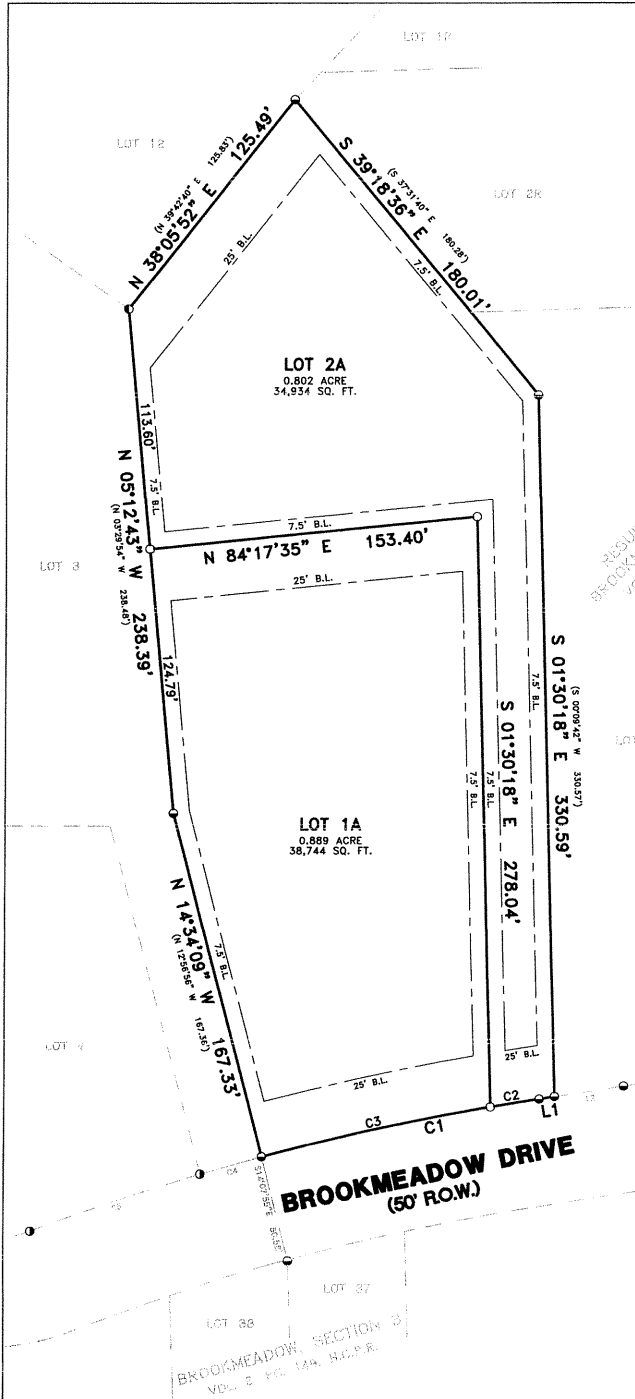 LOT 12
LOT 12
LOT 2R
N 38°05'52" E 125.49'
(N 39°42'40" E 125.83')
S 39°18'36" E 180.01'
(S 37°31'40" E 180.28')
25' B.L.
7.5' B.L.
LOT 2A
0.802 ACRE
34,934 SQ. FT.
113.60'
7.5' B.L.
N 05°12'43" W 238.39'
(N 03°29'54" W 238.48')
LOT 3
7.5' B.L.
N 84°17'35" E 153.40'
25' B.L.
124.79'
S 01°30'18" E 330.59'
(S 00°09'42" W 330.57')
7.5' B.L.
S 01°30'18" E 278.04'
7.5' B.L.
7.5' B.L.
LOT 1A
0.889 ACRE
38,744 SQ. FT.
N 14°34'09" W 167.33'
(N 12°56'56" W 167.36')
7.5' B.L.
LOT 4
25' B.L.
25' B.L.
C2
L1
C3
C1
C4
BROOKMEADOW DRIVE
(50' R.O.W.)
LOT 37
LOT 38
BROOKMEADOW, SECTION 3